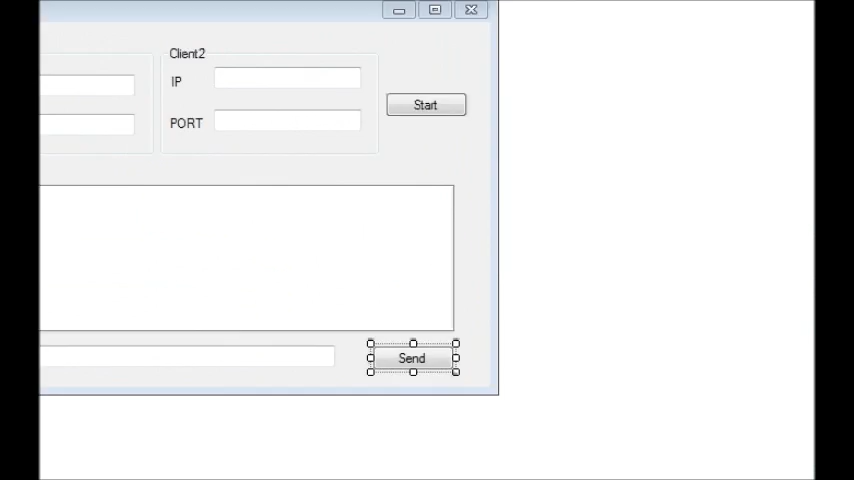 Client2
IP
Start
PORT
Send